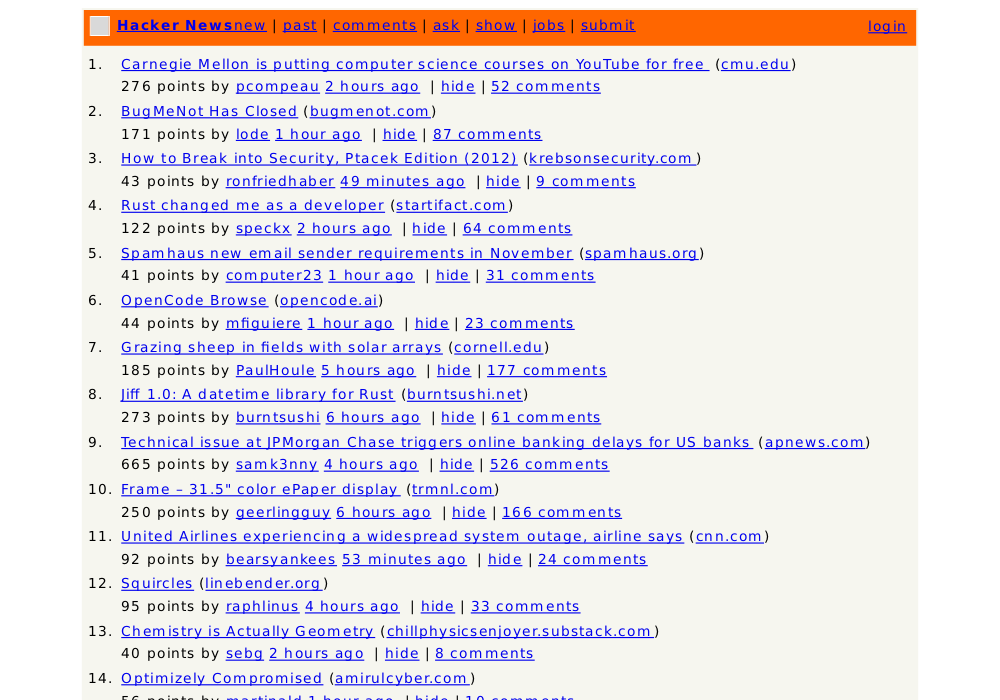 Hacker Newsnew | past | comments | ask | show | jobs | submit login
1. Carnegie Mellon is putting computer science courses on YouTube for free (cmu.edu)
276 points by pcompeau 2 hours ago | hide | 52 comments
2. BugMeNot Has Closed (bugmenot.com)
171 points by lode 1 hour ago | hide | 87 comments
3. How to Break into Security, Ptacek Edition (2012) (krebsonsecurity.com)
43 points by ronfriedhaber 49 minutes ago | hide | 9 comments
4. Rust changed me as a developer (startifact.com)
122 points by speckx 2 hours ago | hide | 64 comments
5. Spamhaus new email sender requirements in November (spamhaus.org)
41 points by computer23 1 hour ago | hide | 31 comments
6. OpenCode Browse (opencode.ai)
44 points by mfiguiere 1 hour ago | hide | 23 comments
7. Grazing sheep in fields with solar arrays (cornell.edu)
185 points by PaulHoule 5 hours ago | hide | 177 comments
8. Jiff 1.0: A datetime library for Rust (burntsushi.net)
273 points by burntsushi 6 hours ago | hide | 61 comments
9. Technical issue at JPMorgan Chase triggers online banking delays for US banks (apnews.com)
665 points by samk3nny 4 hours ago | hide | 526 comments
10. Frame – 31.5" color ePaper display (trmnl.com)
250 points by geerlingguy 6 hours ago | hide | 166 comments
11. United Airlines experiencing a widespread system outage, airline says (cnn.com)
92 points by bearsyankees 53 minutes ago | hide | 24 comments
12. Squircles (linebender.org)
95 points by raphlinus 4 hours ago | hide | 33 comments
13. Chemistry is Actually Geometry (chillphysicsenjoyer.substack.com)
40 points by sebg 2 hours ago | hide | 8 comments
14. Optimizely Compromised (amirulcyber.com)
56 points by martinald 1 hour ago | hide | 10 comments